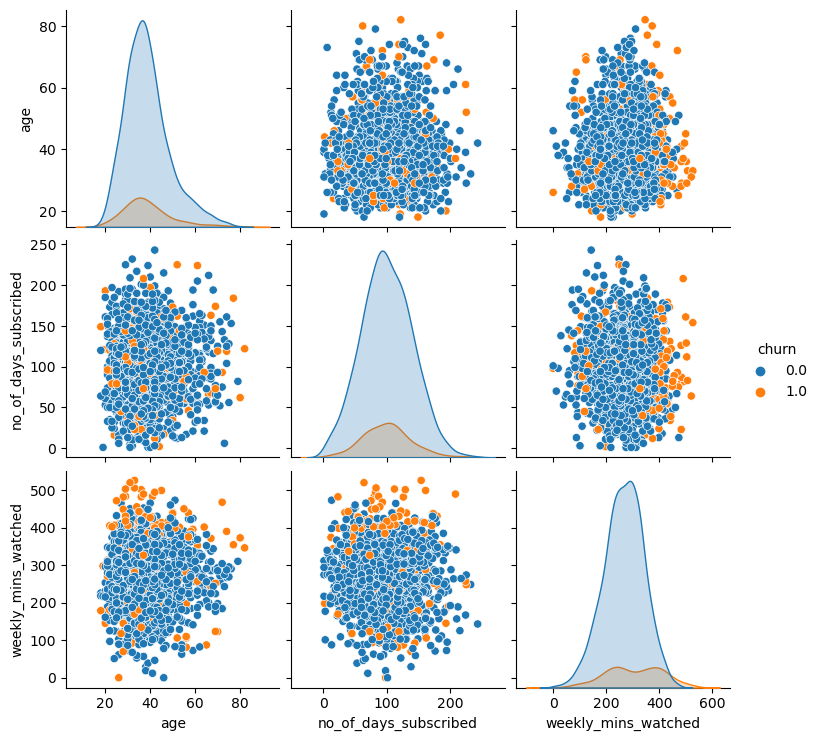 80
60
40
20
age
250
200
150
100
50
0
no_of_days_subscribed
churn
0.0
1.0
500
400
300
200
100
0
weekly_mins_watched
20 40 60 80
0 100 200
0 200 400 600
age
no_of_days_subscribed
weekly_mins_watched